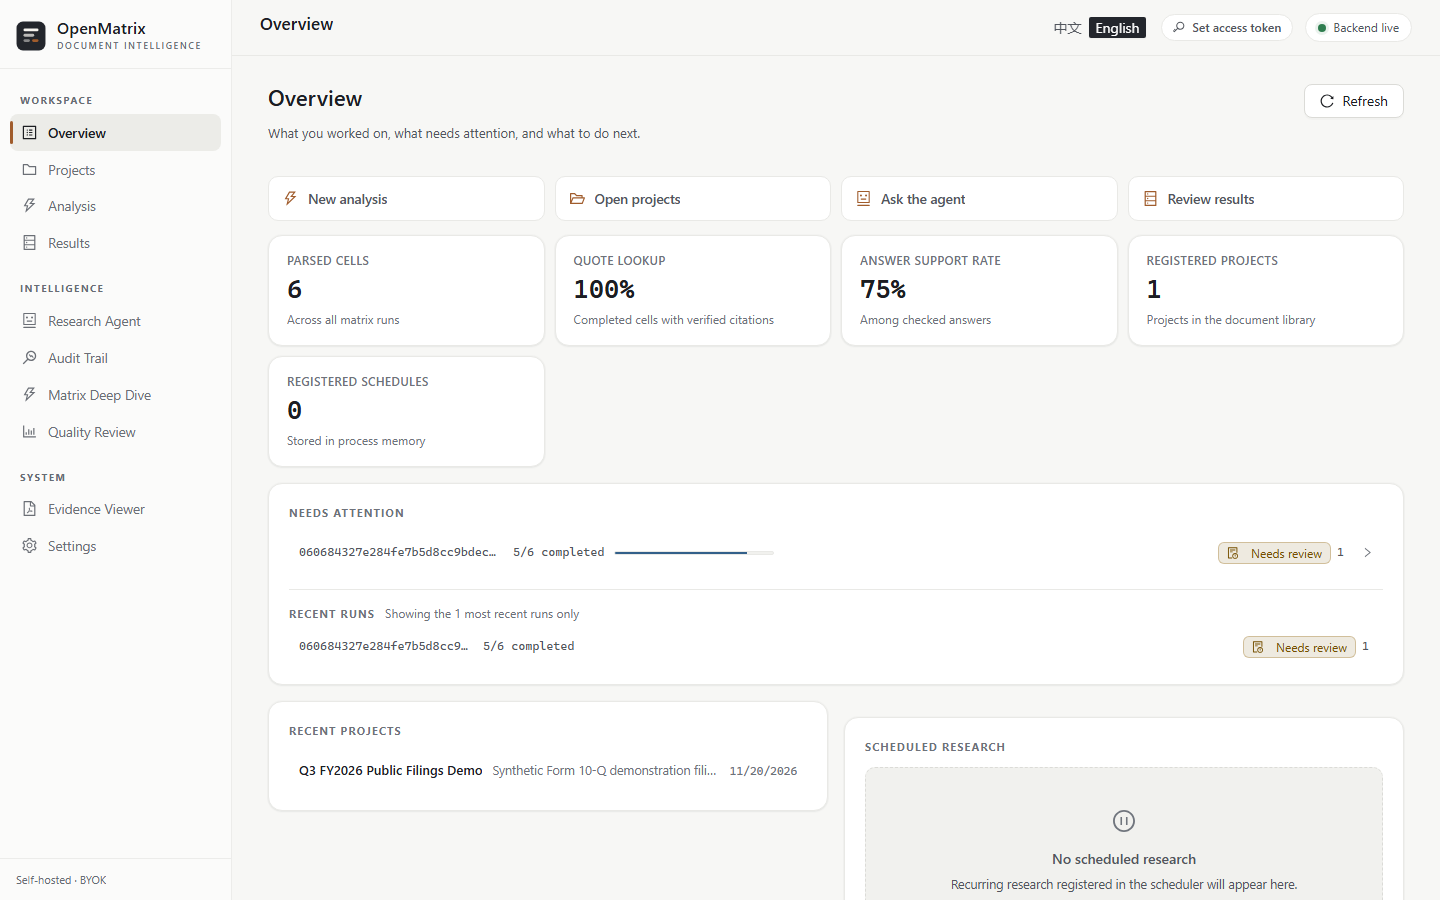 OpenMatrix
DOCUMENT INTELLIGENCE
WORKSPACE
Overview
Projects
Analysis
Results
INTELLIGENCE
Research Agent
Audit Trail
Matrix Deep Dive
Quality Review
SYSTEM
Evidence Viewer
Settings
Self-hosted · BYOK
Overview
中文 English
Set access token
Backend live
Overview
What you worked on, what needs attention, and what to do next.
Refresh
New analysis
Open projects
Ask the agent
Review results
PARSED CELLS
6
Across all matrix runs
QUOTE LOOKUP
100%
Completed cells with verified citations
ANSWER SUPPORT RATE
75%
Among checked answers
REGISTERED PROJECTS
1
Projects in the document library
REGISTERED SCHEDULES
0
Stored in process memory
NEEDS ATTENTION
060684327e284fe7b5d8cc9bdec… 5/6 completed Needs review 1
RECENT RUNS Showing the 1 most recent runs only
060684327e284fe7b5d8cc9… 5/6 completed Needs review 1
RECENT PROJECTS
Q3 FY2026 Public Filings Demo Synthetic Form 10-Q demonstration fili… 11/20/2026
SCHEDULED RESEARCH
No scheduled research
Recurring research registered in the scheduler will appear here.